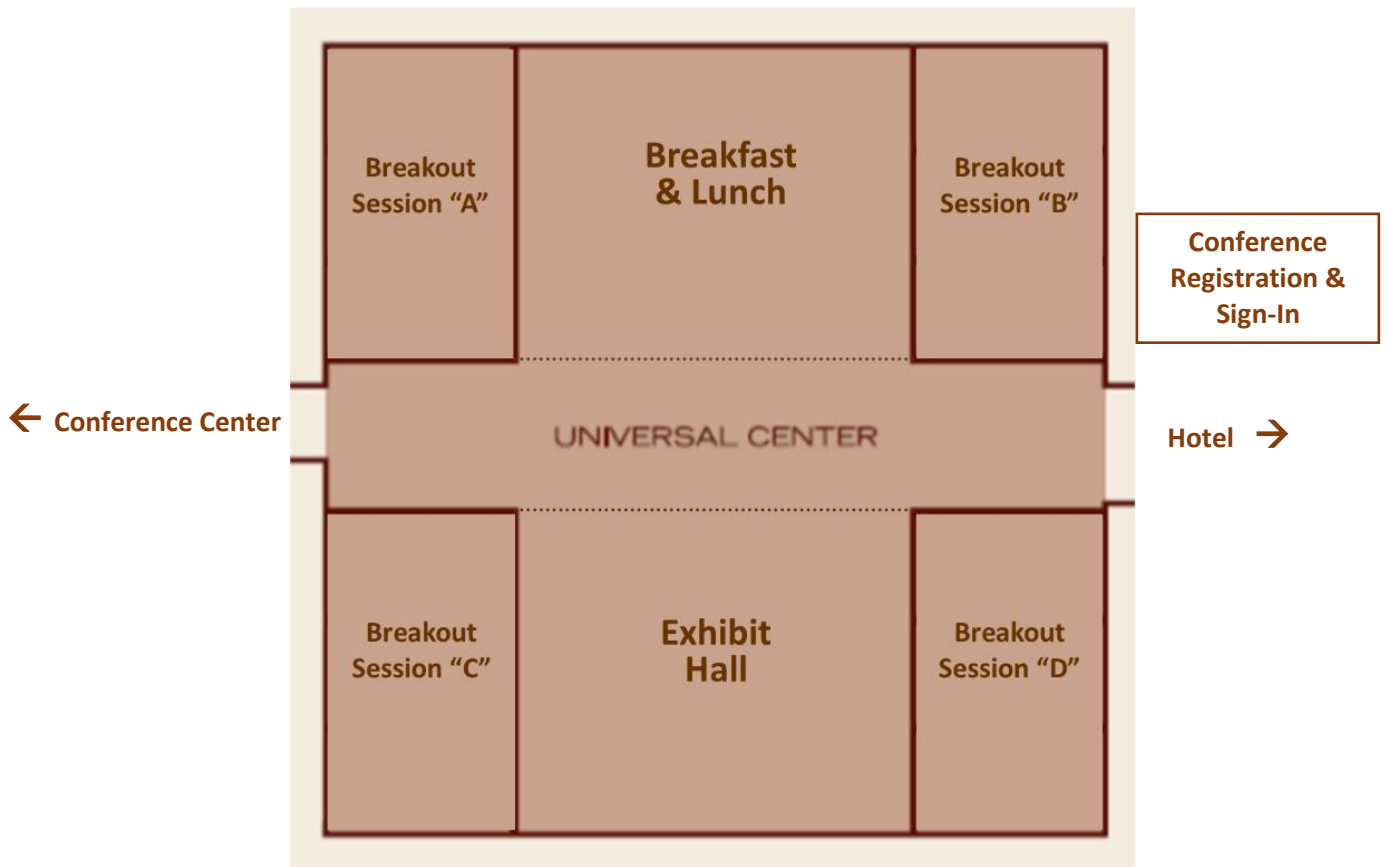 Breakout
Session “A”
Breakfast
& Lunch
Breakout
Session “B”
Conference
Registration &
Sign-In
← Conference Center
UNIVERSAL CENTER
Hotel →
Breakout
Session “C”
Exhibit
Hall
Breakout
Session “D”